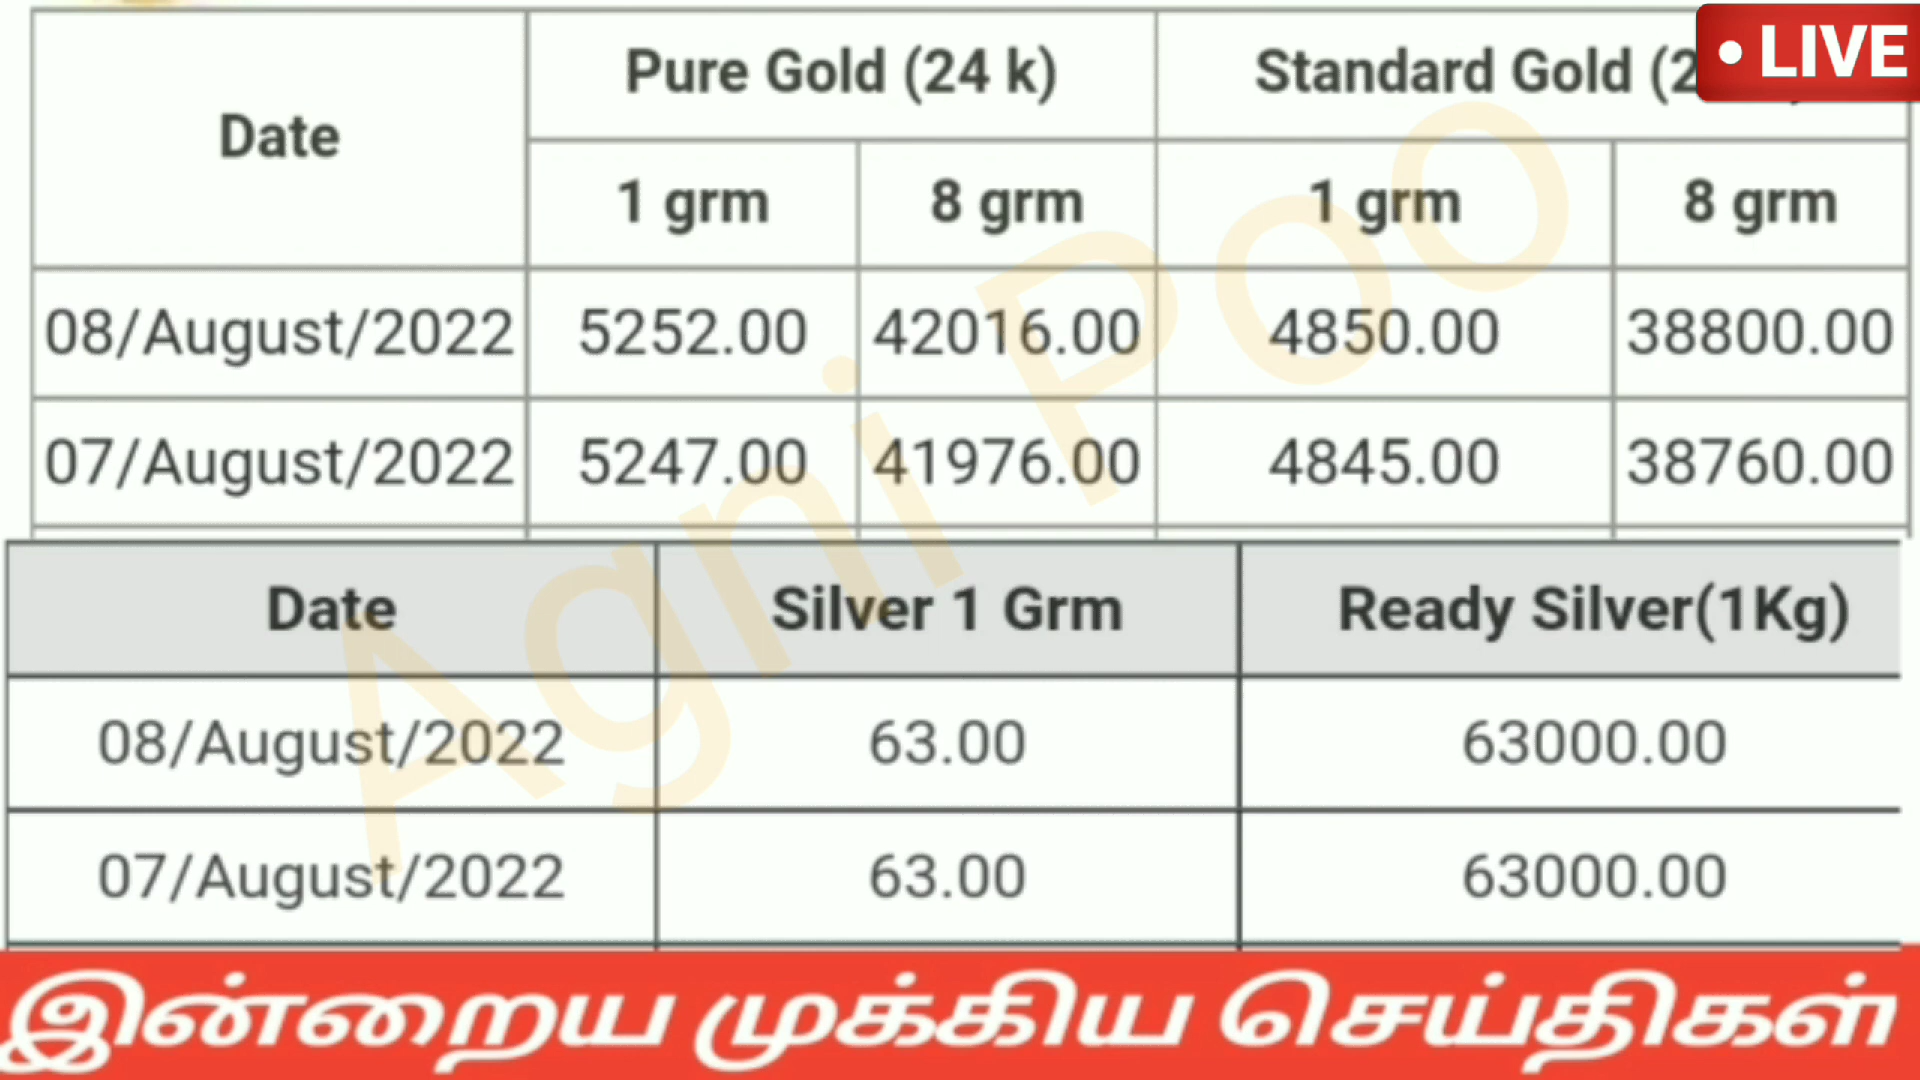 LIVE
Date Pure Gold (24 k) Standard Gold
1 grm 8 grm 1 grm 8 grm
08/August/2022 5252.00 42016.00 4850.00 38800.00
07/August/2022 5247.00 41976.00 4845.00 38760.00
Date Silver 1 Grm Ready Silver(1Kg)
08/August/2022 63.00 63000.00
07/August/2022 63.00 63000.00
Agni Poo
இன்றைய முக்கிய செய்திகள்